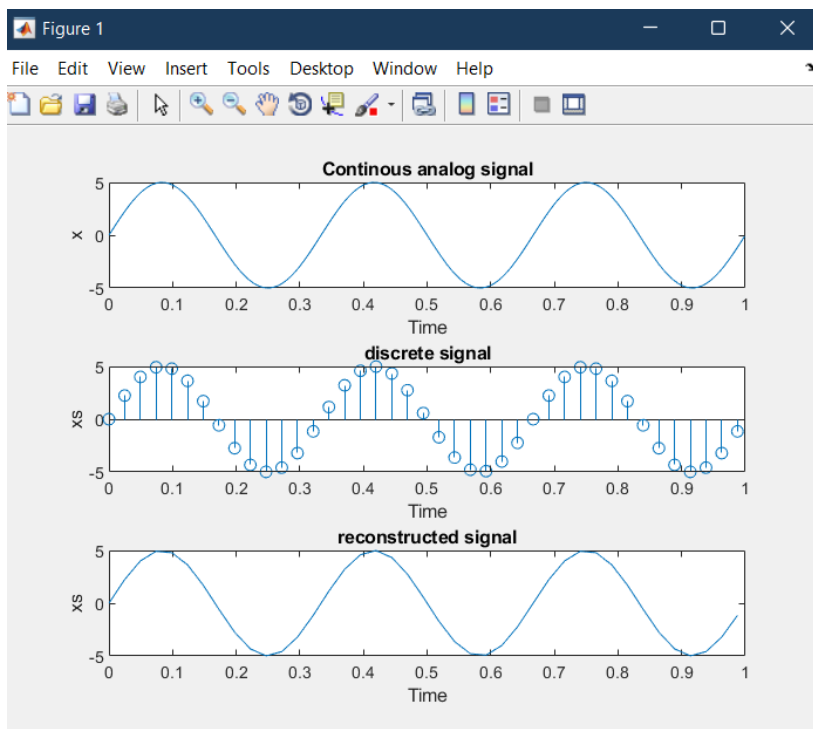 Figure 1
File Edit View Insert Tools Desktop Window Help
Continous analog signal
5
x
0
-5
0 0.1 0.2 0.3 0.4 0.5 0.6 0.7 0.8 0.9 1
Time
discrete signal
5
xs
0
-5
0 0.1 0.2 0.3 0.4 0.5 0.6 0.7 0.8 0.9 1
Time
reconstructed signal
5
xs
0
-5
0 0.1 0.2 0.3 0.4 0.5 0.6 0.7 0.8 0.9 1
Time